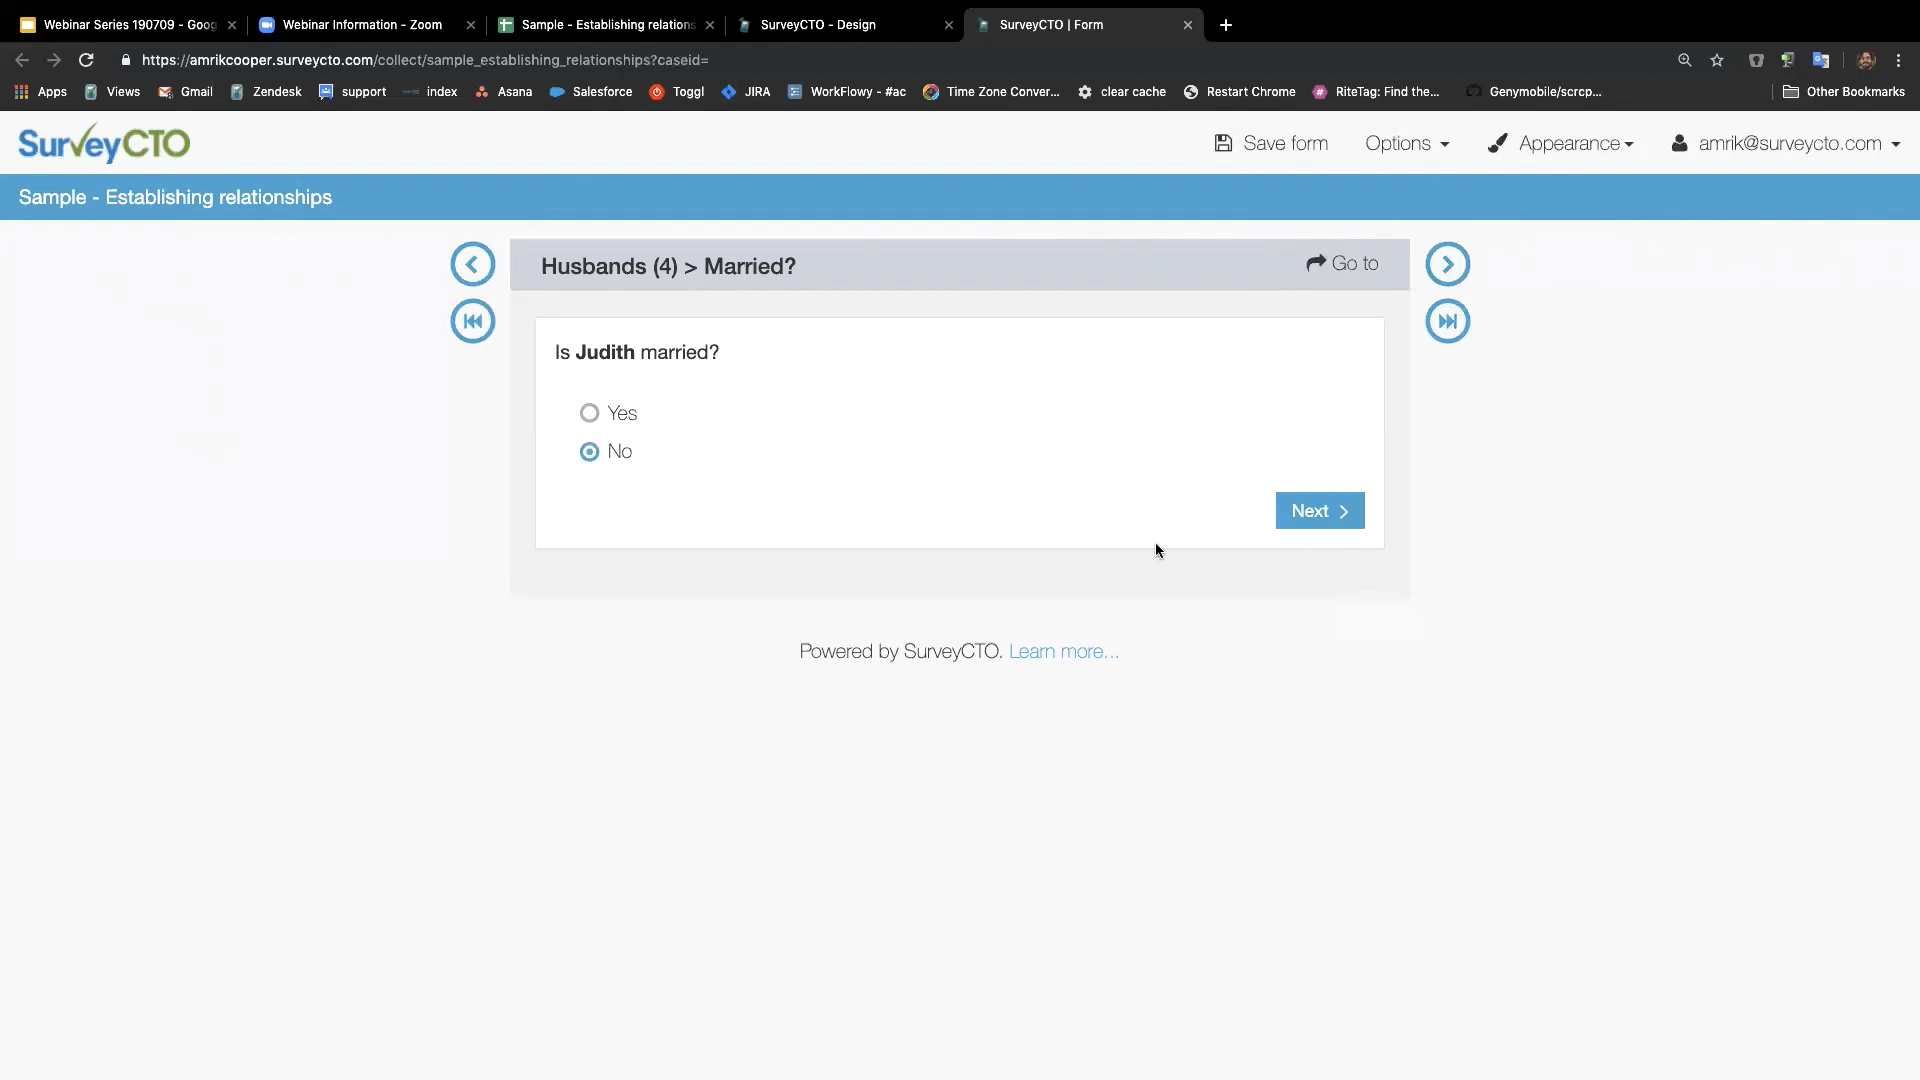 Webinar Series 190709 - Goog
Webinar Information - Zoom
Sample - Establishing relations
SurveyCTO - Design
SurveyCTO | Form
https://amrikcooper.surveycto.com/collect/sample_establishing_relationships?caseid=
Apps Views Gmail Zendesk support index Asana Salesforce Toggl JIRA WorkFlowy - #ac Time Zone Conver... clear cache Restart Chrome RiteTag: Find the... Genymobile/scrcp... Other Bookmarks
SurveyCTO Save form Options Appearance amrik@surveycto.com
Sample - Establishing relationships
Husbands (4) > Married? Go to
Is Judith married?
Yes
No
Next
Powered by SurveyCTO. Learn more...